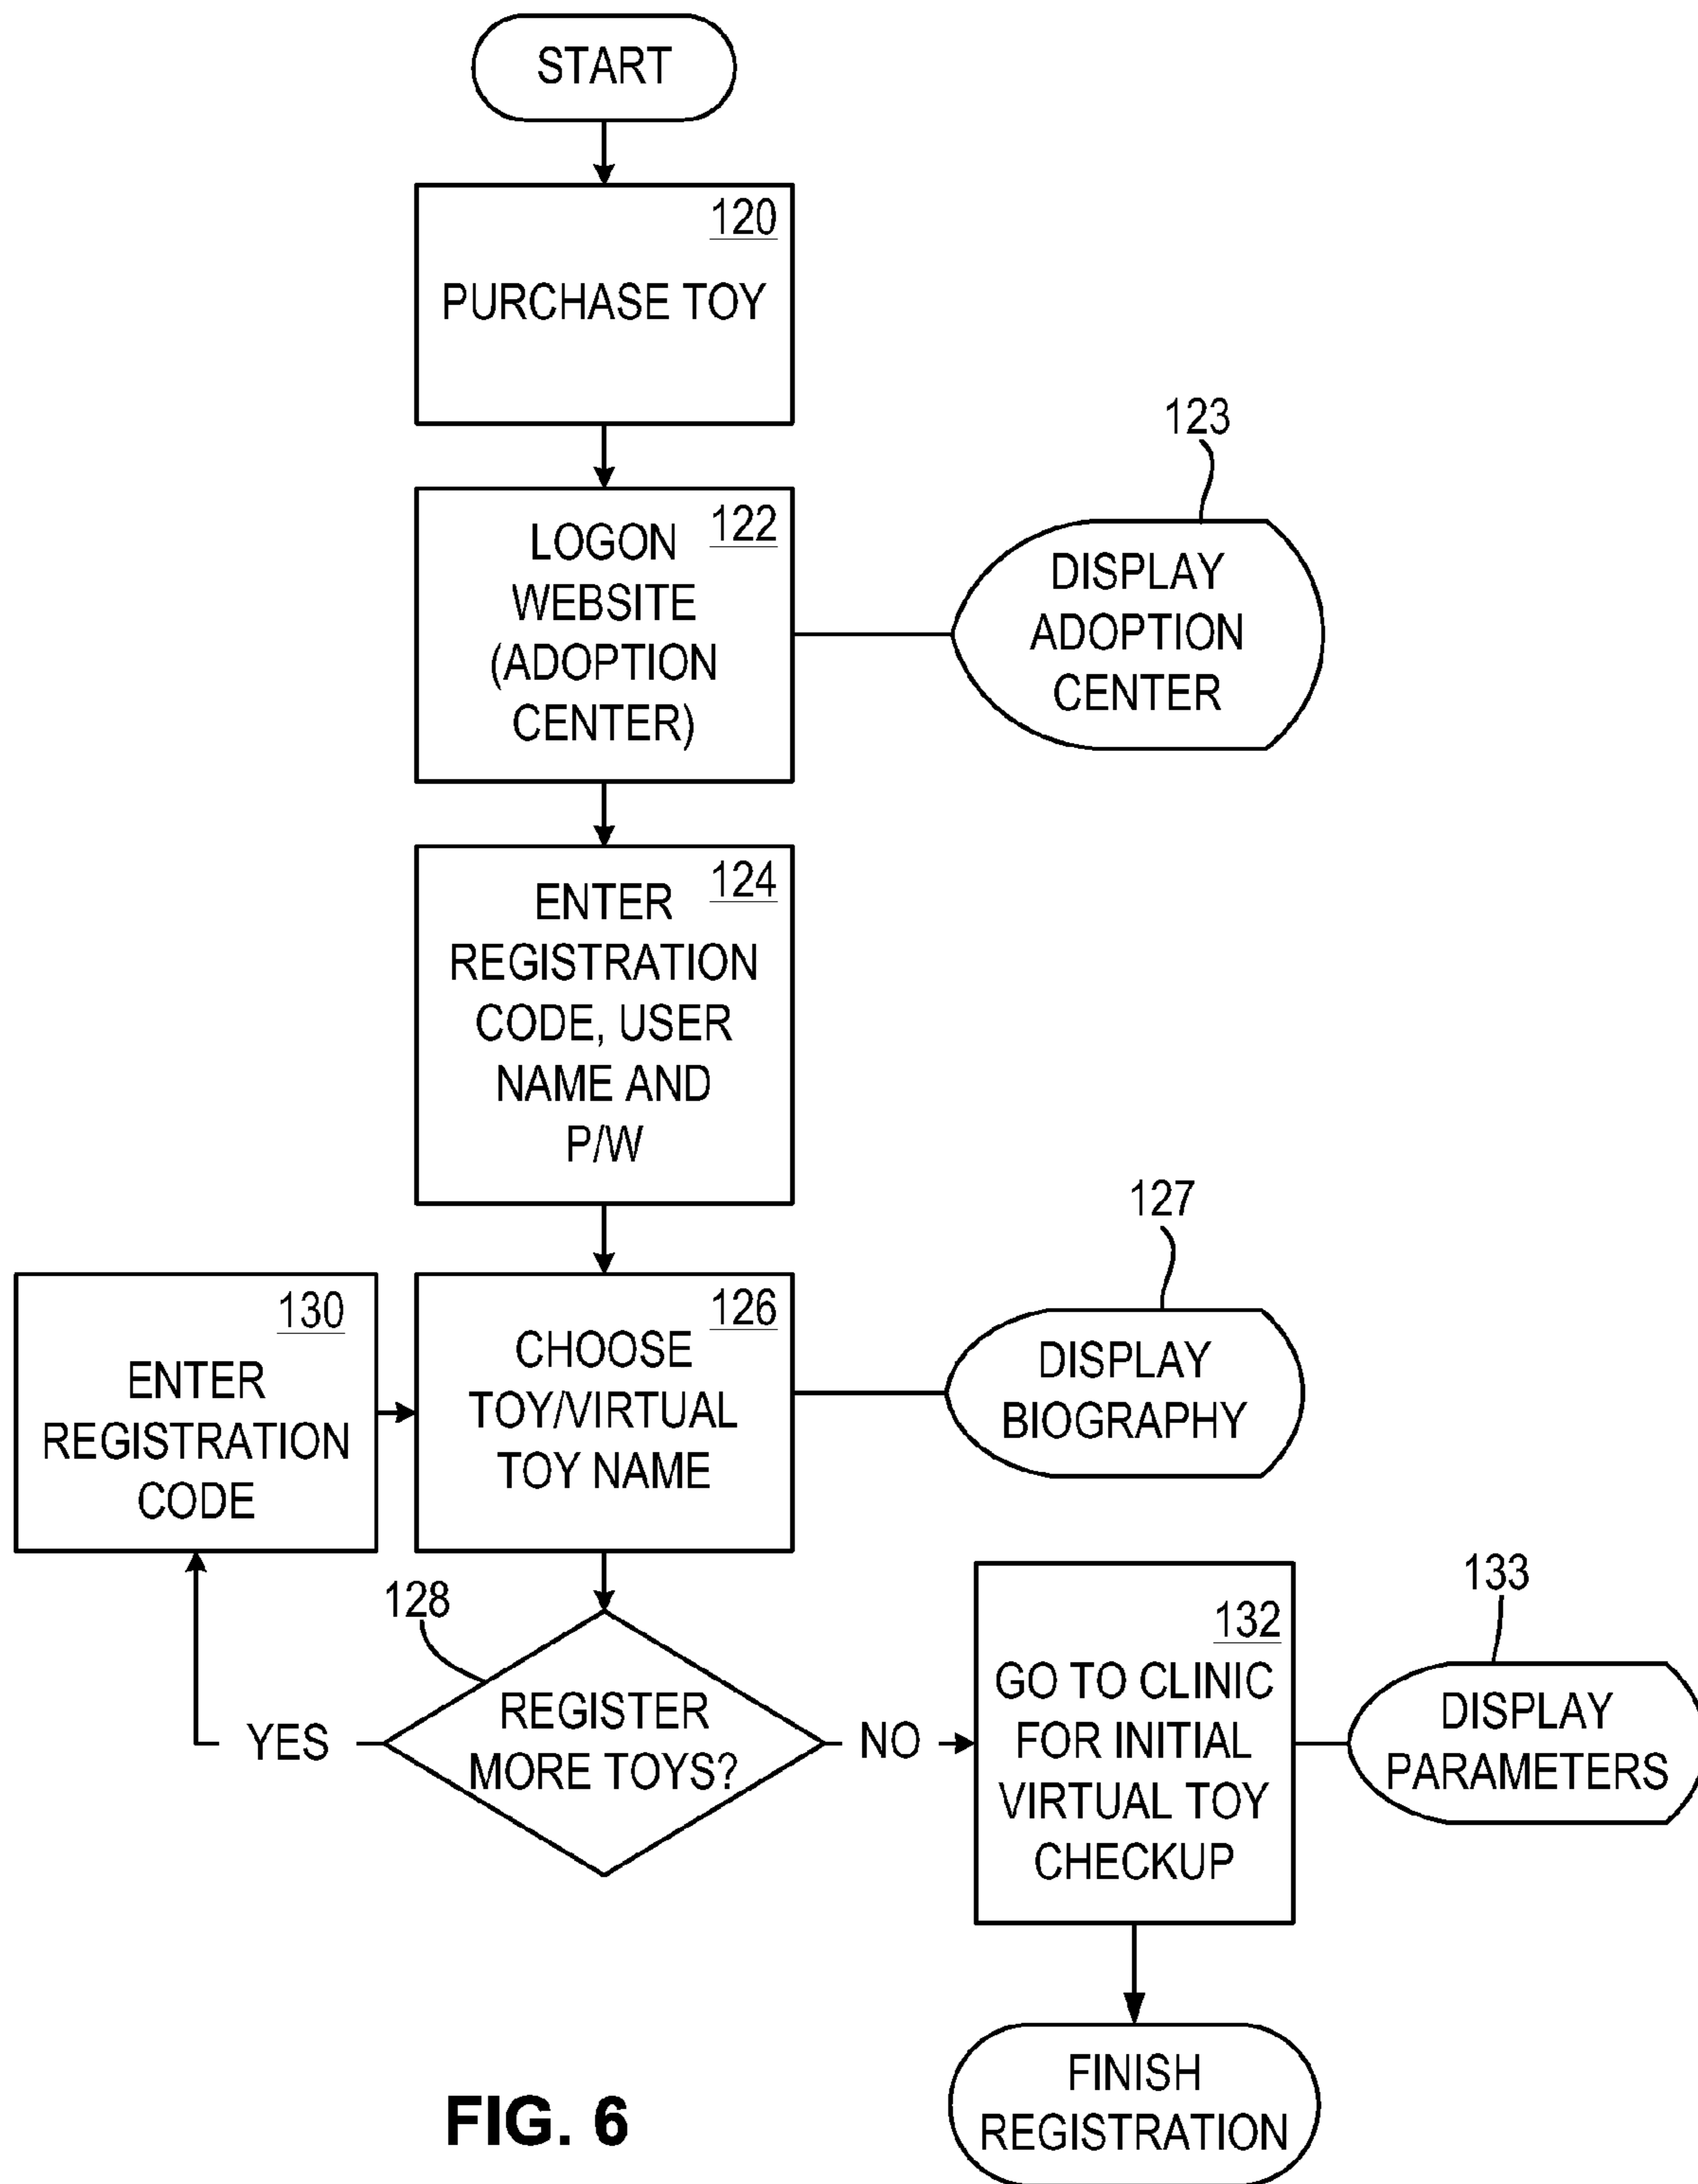 START
120
PURCHASE TOY
123
122
LOGON
WEBSITE
(ADOPTION
CENTER)
DISPLAY
ADOPTION
CENTER
124
ENTER
REGISTRATION
CODE, USER
NAME AND
P/W
127
130
ENTER
REGISTRATION
CODE
126
CHOOSE
TOY/VIRTUAL
TOY NAME
DISPLAY
BIOGRAPHY
128
REGISTER
MORE TOYS?
YES
NO
132
GO TO CLINIC
FOR INITIAL
VIRTUAL TOY
CHECKUP
133
DISPLAY
PARAMETERS
FINISH
REGISTRATION
FIG. 6